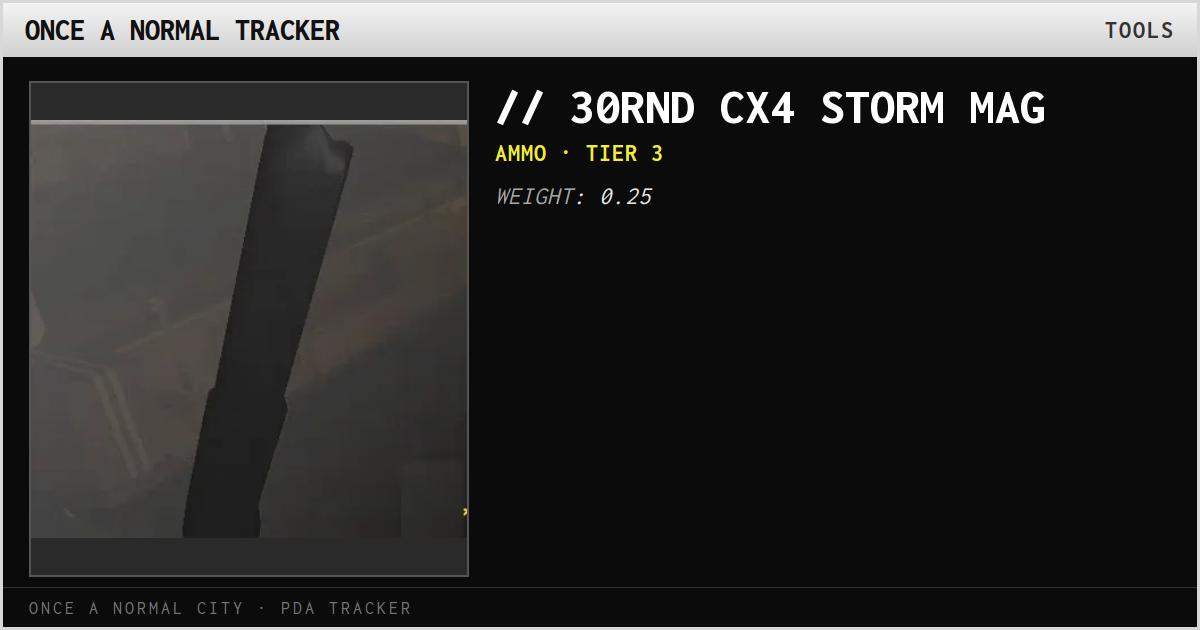 ONCE A NORMAL TRACKER
TOOLS
// 30RND CX4 STORM MAG
AMMO · TIER 3
WEIGHT: 0.25
ONCE A NORMAL CITY · PDA TRACKER